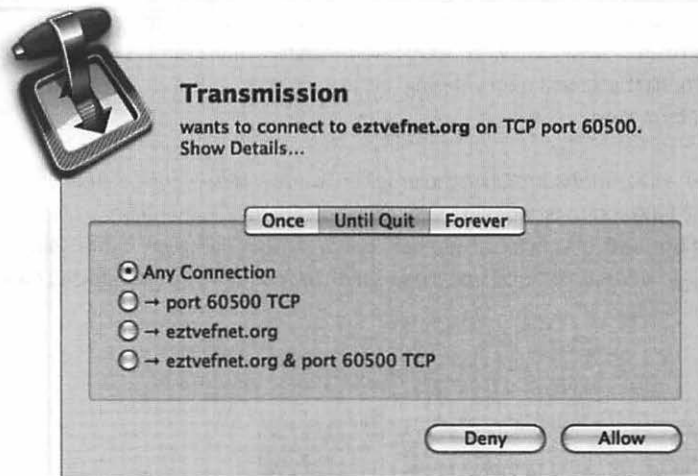 Transmission
wants to connect to eztvefnet.org on TCP port 60500.
Show Details...
Once Until Quit Forever
Any Connection
→ port 60500 TCP
→ eztvefnet.org
→ eztvefnet.org & port 60500 TCP
Deny Allow